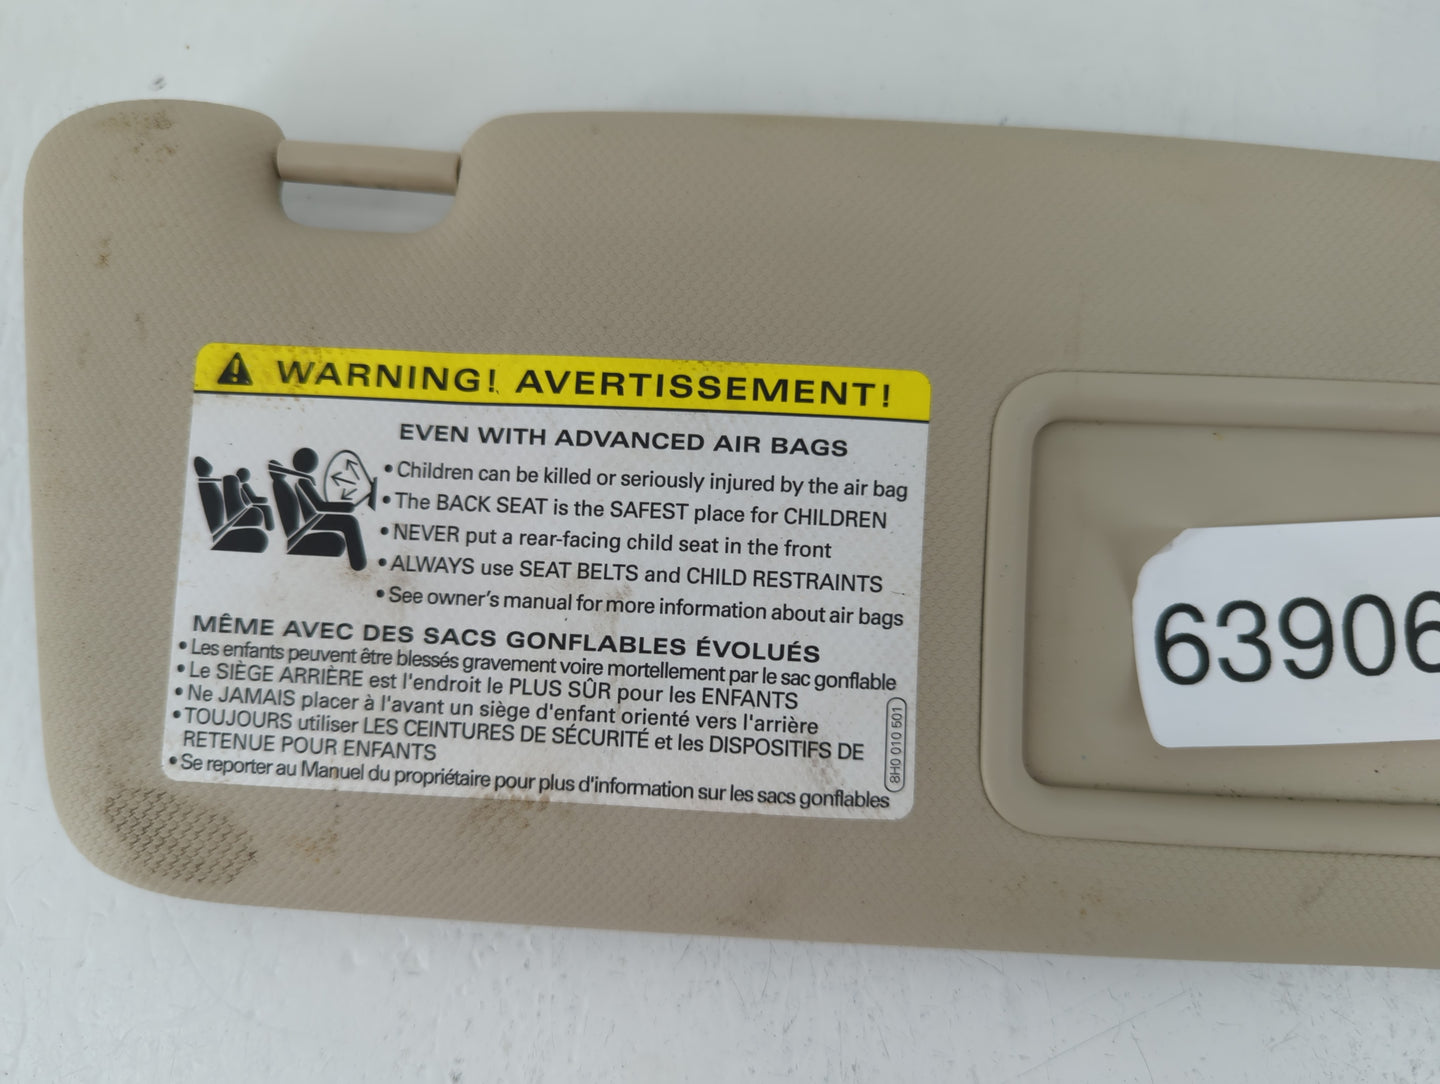 WARNING! AVERTISSEMENT!
EVEN WITH ADVANCED AIR BAGS
• Children can be killed or seriously injured by the air bag
• The BACK SEAT is the SAFEST place for CHILDREN
• NEVER put a rear-facing child seat in the front
• ALWAYS use SEAT BELTS and CHILD RESTRAINTS
• See owner's manual for more information about air bags
MÊME AVEC DES SACS GONFLABLES ÉVOLUÉS
• Les enfants peuvent être blessés gravement voire mortellement par le sac gonflable
• Le SIÈGE ARRIÈRE est l'endroit le PLUS SÛR pour les ENFANTS
• Ne JAMAIS placer à l'avant un siège d'enfant orienté vers l'arrière
• TOUJOURS utiliser LES CEINTURES DE SÉCURITÉ et les DISPOSITIFS DE
RETENUE POUR ENFANTS
• Se reporter au Manuel du propriétaire pour plus d'information sur les sacs gonflables
8H0 010 501
63906